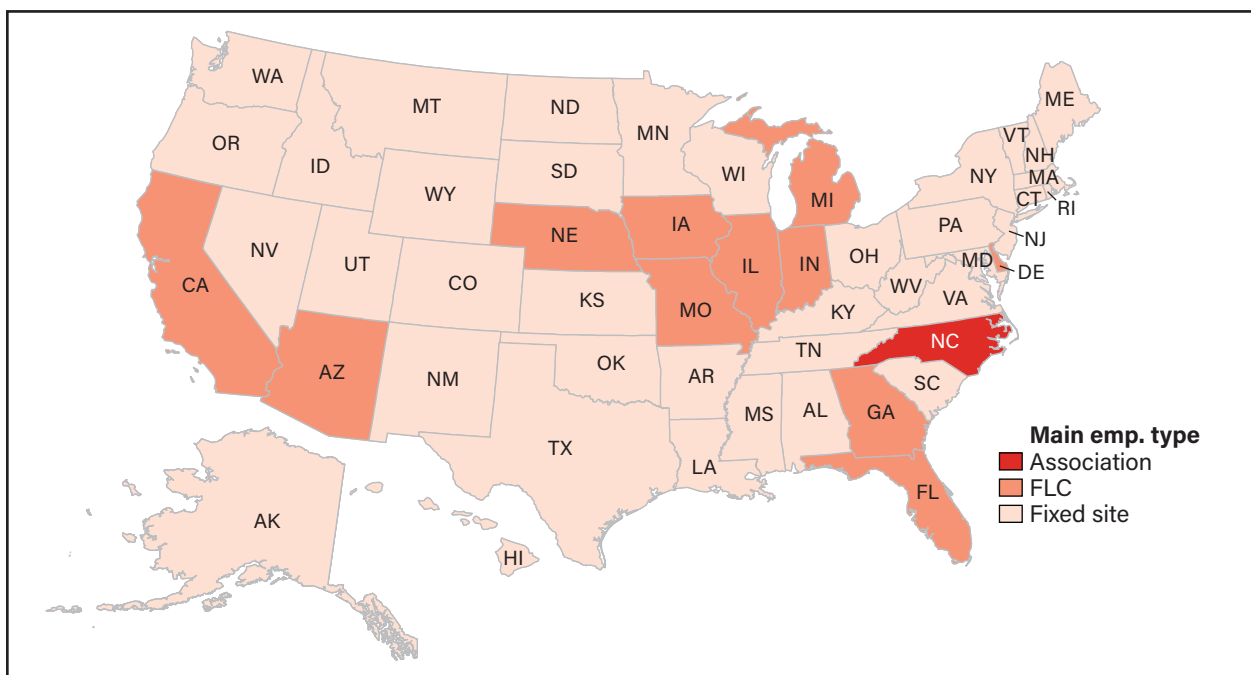 WA
MT
ND
MN
ME
VT
NH
OR
ID
SD
WI
NY
MA
WY
MI
CT
RI
NE
IA
PA
NJ
NV
UT
CO
IL
IN
OH
MD
DE
CA
KS
MO
WV
VA
KY
AZ
NM
OK
AR
TN
NC
SC
MS
AL
GA
TX
LA
FL
AK
HI
Main emp. type
Association
FLC
Fixed site